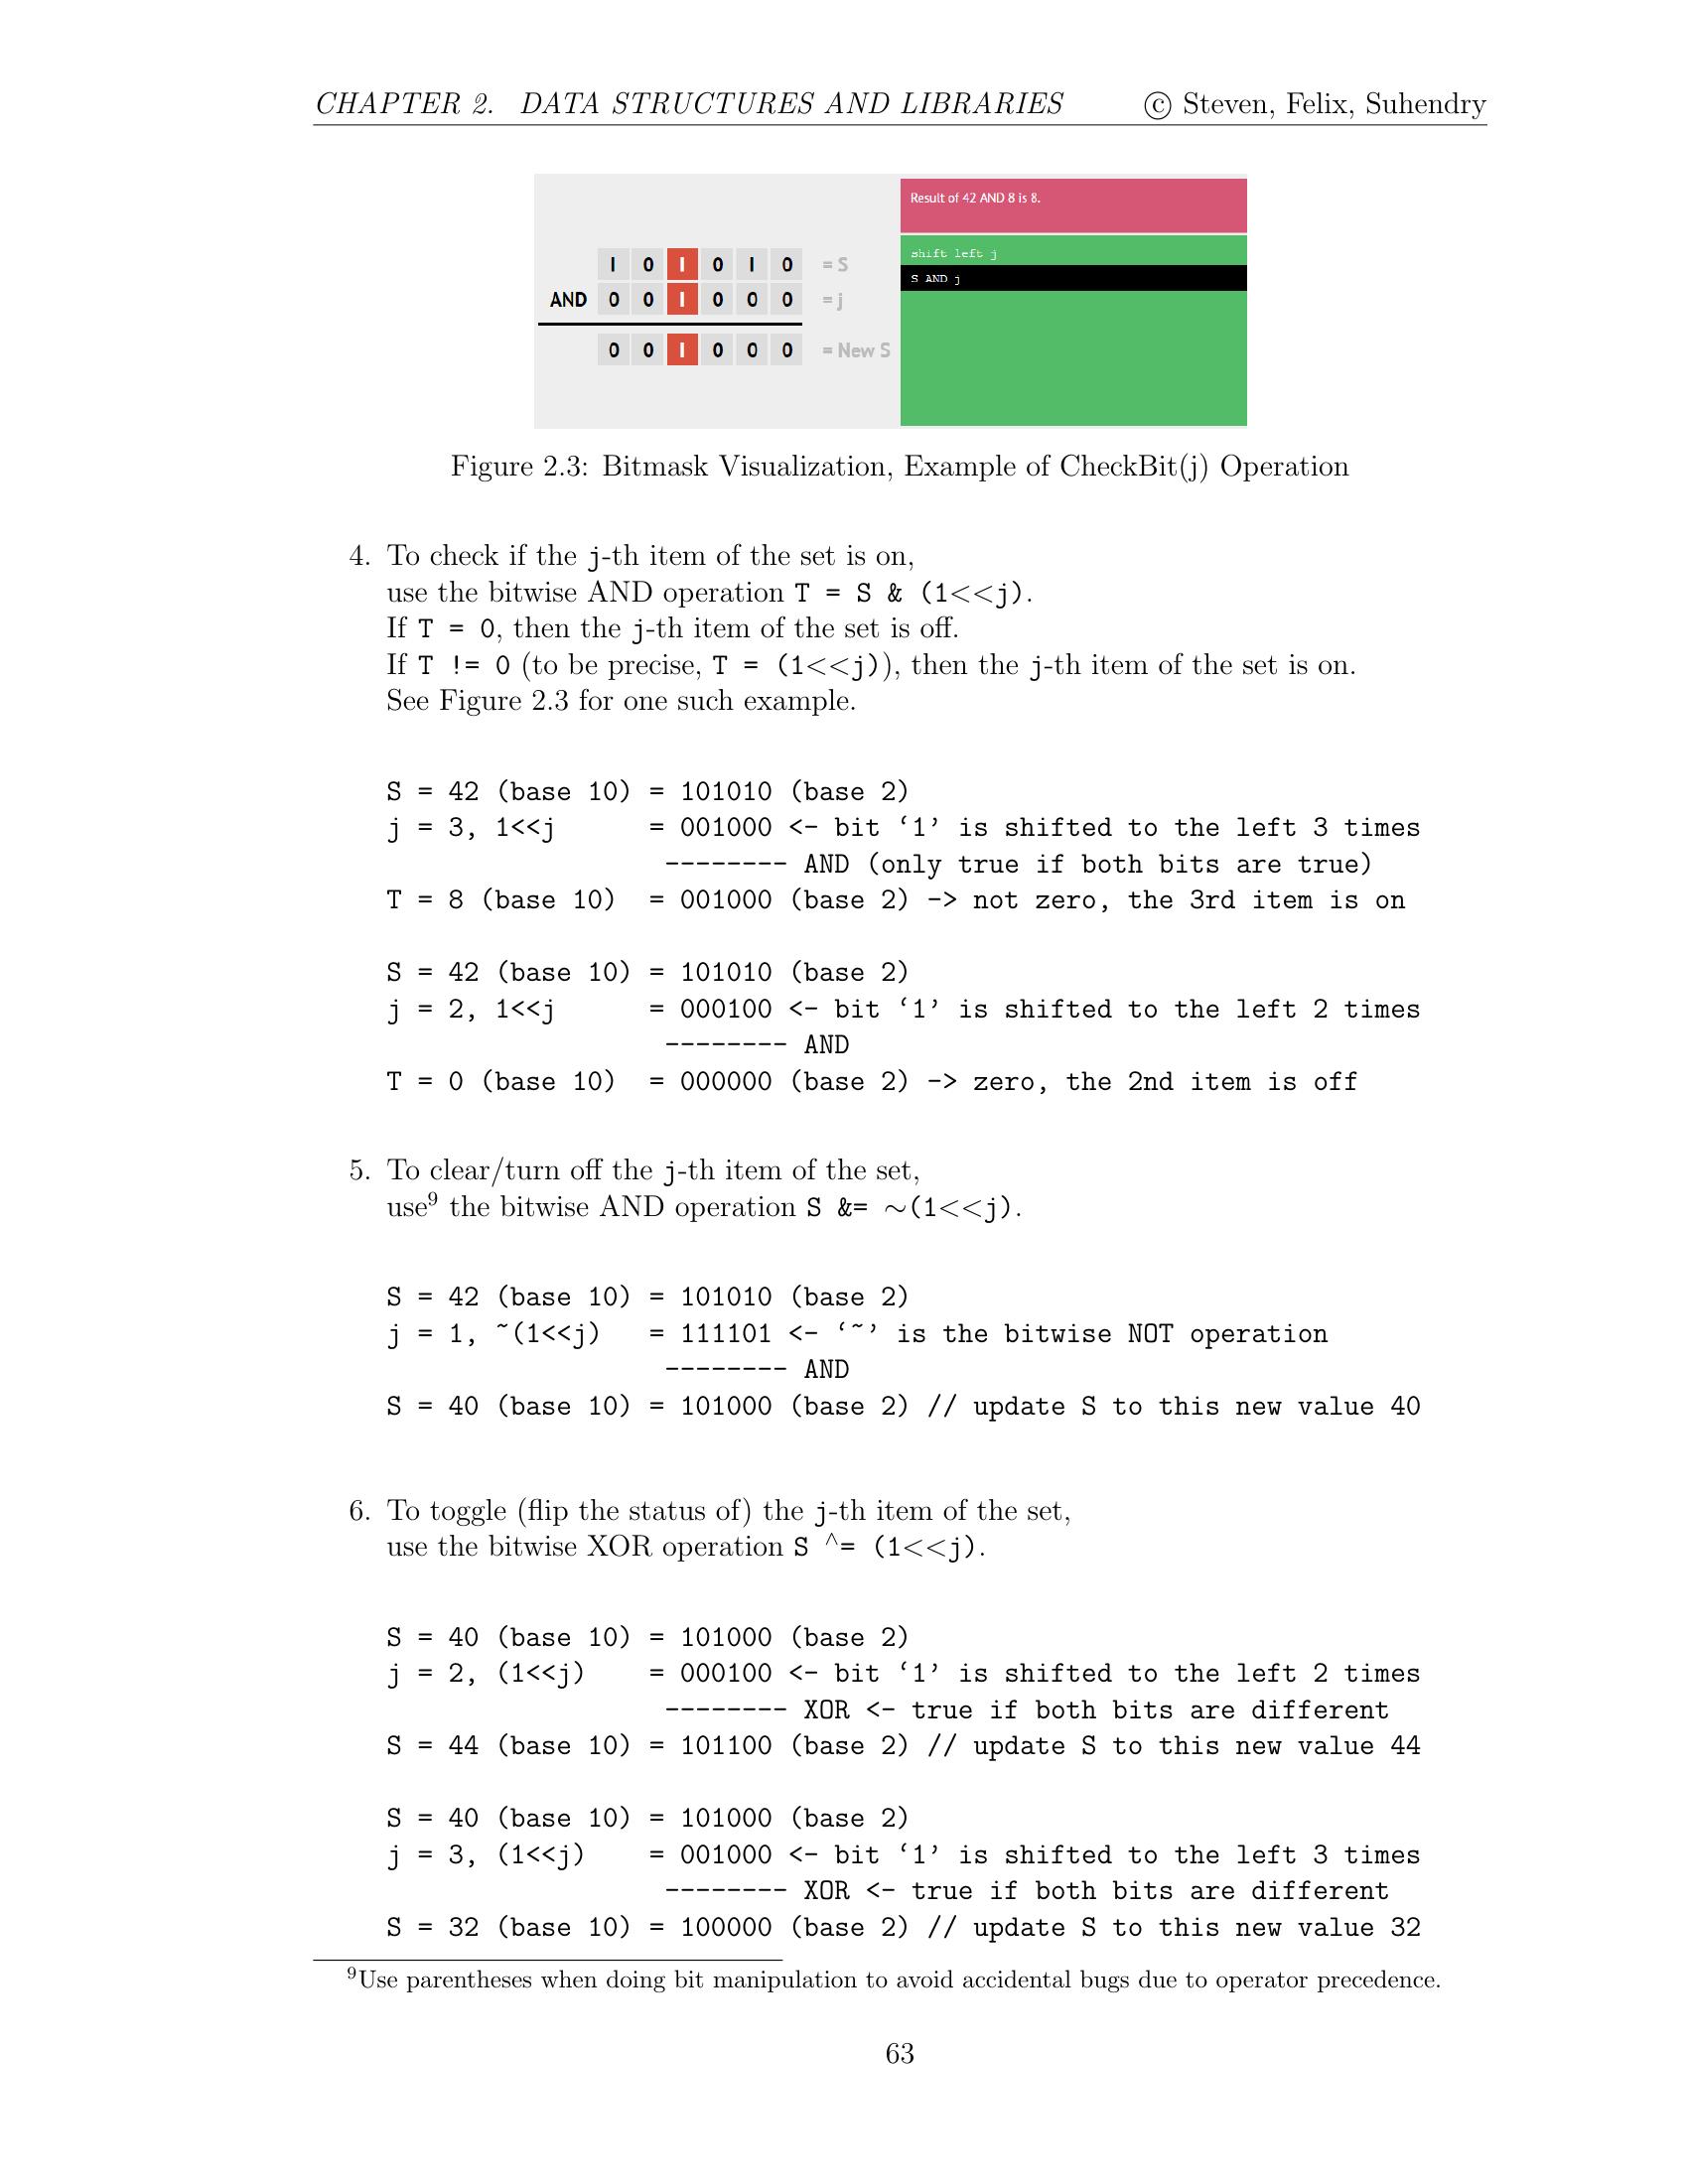 CHAPTER 2. DATA STRUCTURES AND LIBRARIES © Steven, Felix, Suhendry
Result of 42 AND 8 is 8.
shift left j
S AND j
1 0 1 0 1 0 = S
AND 0 0 1 0 0 0 = j
0 0 1 0 0 0 = New S
Figure 2.3: Bitmask Visualization, Example of CheckBit(j) Operation
4. To check if the j-th item of the set is on,
use the bitwise AND operation T = S & (1<<j).
If T = 0, then the j-th item of the set is off.
If T != 0 (to be precise, T = (1<<j)), then the j-th item of the set is on.
See Figure 2.3 for one such example.
S = 42 (base 10) = 101010 (base 2)
j = 3, 1<<j      = 001000 <- bit ‘1’ is shifted to the left 3 times
-------- AND (only true if both bits are true)
T = 8 (base 10)  = 001000 (base 2) -> not zero, the 3rd item is on
S = 42 (base 10) = 101010 (base 2)
j = 2, 1<<j      = 000100 <- bit ‘1’ is shifted to the left 2 times
-------- AND
T = 0 (base 10)  = 000000 (base 2) -> zero, the 2nd item is off
5. To clear/turn off the j-th item of the set,
use⁹ the bitwise AND operation S &= ∼(1<<j).
S = 42 (base 10) = 101010 (base 2)
j = 1, ~(1<<j)   = 111101 <- ‘~’ is the bitwise NOT operation
-------- AND
S = 40 (base 10) = 101000 (base 2) // update S to this new value 40
6. To toggle (flip the status of) the j-th item of the set,
use the bitwise XOR operation S ^= (1<<j).
S = 40 (base 10) = 101000 (base 2)
j = 2, (1<<j)    = 000100 <- bit ‘1’ is shifted to the left 2 times
-------- XOR <- true if both bits are different
S = 44 (base 10) = 101100 (base 2) // update S to this new value 44
S = 40 (base 10) = 101000 (base 2)
j = 3, (1<<j)    = 001000 <- bit ‘1’ is shifted to the left 3 times
-------- XOR <- true if both bits are different
S = 32 (base 10) = 100000 (base 2) // update S to this new value 32
⁹Use parentheses when doing bit manipulation to avoid accidental bugs due to operator precedence.
63